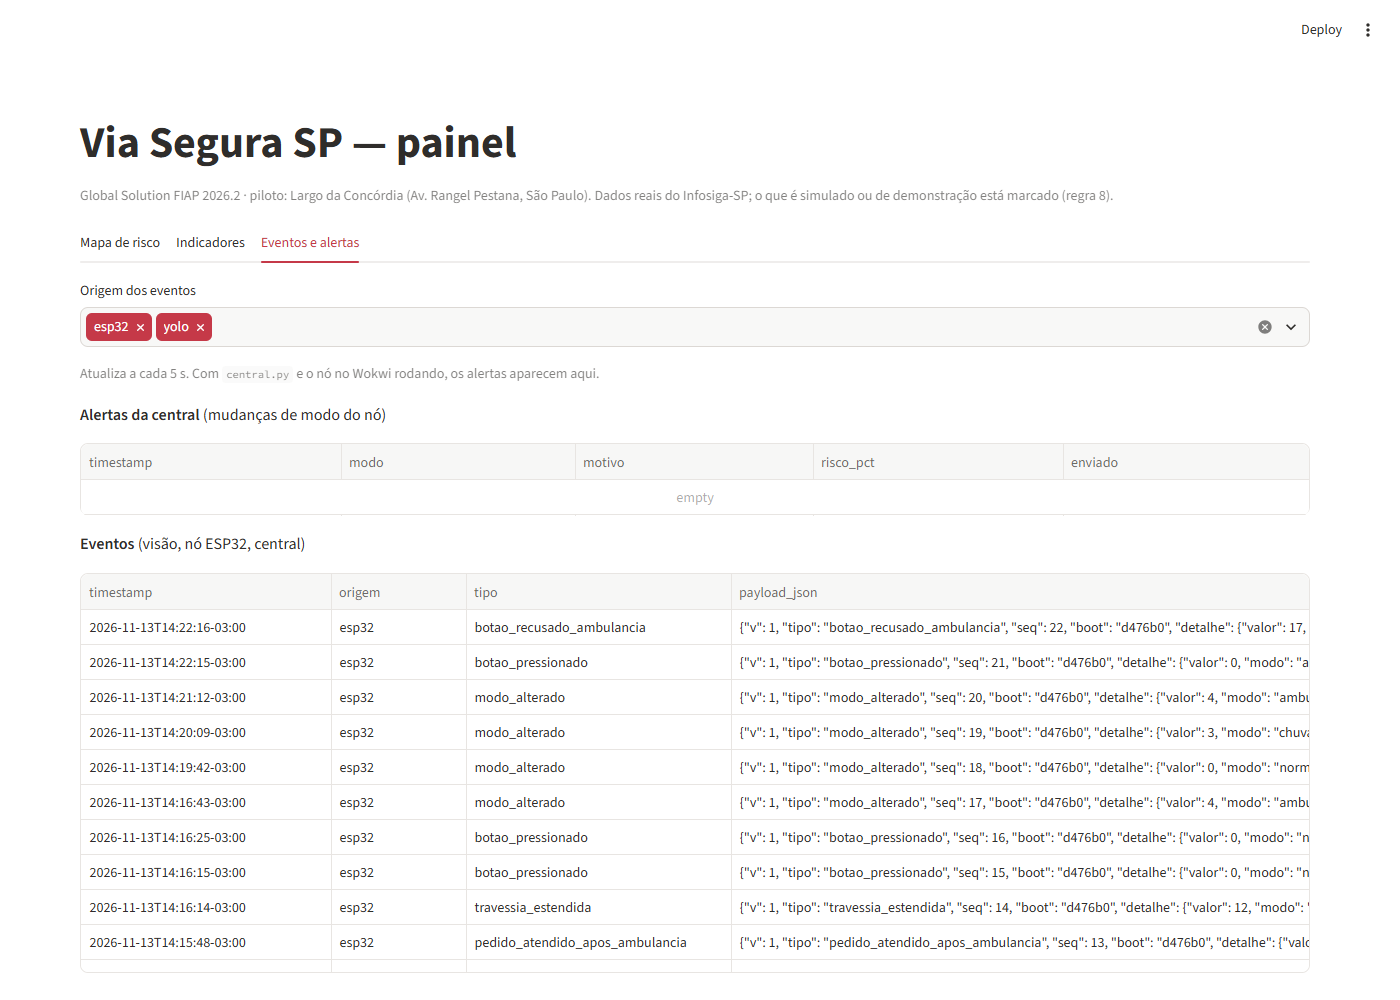 Deploy
Via Segura SP — painel
Global Solution FIAP 2026.2 · piloto: Largo da Concórdia (Av. Rangel Pestana, São Paulo). Dados reais do Infosiga-SP; o que é simulado ou de demonstração está marcado (regra 8).
Mapa de risco Indicadores Eventos e alertas
Origem dos eventos
esp32 × yolo ×
Atualiza a cada 5 s. Com central.py e o nó no Wokwi rodando, os alertas aparecem aqui.
Alertas da central (mudanças de modo do nó)
timestamp modo motivo risco_pct enviado
empty
Eventos (visão, nó ESP32, central)
timestamp origem tipo payload_json
2026-11-13T14:22:16-03:00 esp32 botao_recusado_ambulancia {"v": 1, "tipo": "botao_recusado_ambulancia", "seq": 22, "boot": "d476b0", "detalhe": {"valor": 17,
2026-11-13T14:22:15-03:00 esp32 botao_pressionado {"v": 1, "tipo": "botao_pressionado", "seq": 21, "boot": "d476b0", "detalhe": {"valor": 0, "modo": "a
2026-11-13T14:21:12-03:00 esp32 modo_alterado {"v": 1, "tipo": "modo_alterado", "seq": 20, "boot": "d476b0", "detalhe": {"valor": 4, "modo": "ambu
2026-11-13T14:20:09-03:00 esp32 modo_alterado {"v": 1, "tipo": "modo_alterado", "seq": 19, "boot": "d476b0", "detalhe": {"valor": 3, "modo": "chuva
2026-11-13T14:19:42-03:00 esp32 modo_alterado {"v": 1, "tipo": "modo_alterado", "seq": 18, "boot": "d476b0", "detalhe": {"valor": 0, "modo": "norm
2026-11-13T14:16:43-03:00 esp32 modo_alterado {"v": 1, "tipo": "modo_alterado", "seq": 17, "boot": "d476b0", "detalhe": {"valor": 4, "modo": "ambu
2026-11-13T14:16:25-03:00 esp32 botao_pressionado {"v": 1, "tipo": "botao_pressionado", "seq": 16, "boot": "d476b0", "detalhe": {"valor": 0, "modo": "n
2026-11-13T14:16:15-03:00 esp32 botao_pressionado {"v": 1, "tipo": "botao_pressionado", "seq": 15, "boot": "d476b0", "detalhe": {"valor": 0, "modo": "n
2026-11-13T14:16:14-03:00 esp32 travessia_estendida {"v": 1, "tipo": "travessia_estendida", "seq": 14, "boot": "d476b0", "detalhe": {"valor": 12, "modo": "
2026-11-13T14:15:48-03:00 esp32 pedido_atendido_apos_ambulancia {"v": 1, "tipo": "pedido_atendido_apos_ambulancia", "seq": 13, "boot": "d476b0", "detalhe": {"valo